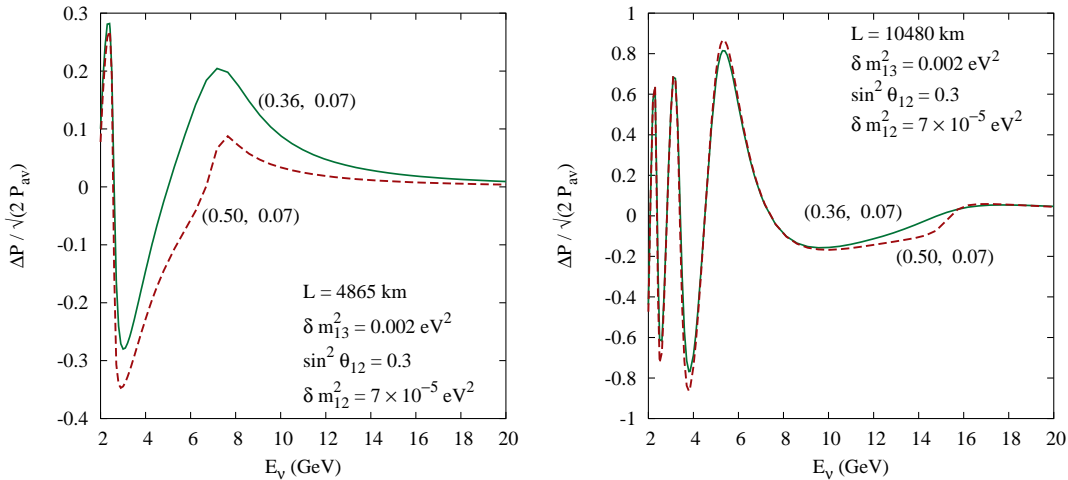 0.3
0.2
0.1
0
-0.1
-0.2
-0.3
-0.4
2 4 6 8 10 12 14 16 18 20
E_ν (GeV)
ΔP / √(2 P_av)
(0.36, 0.07)
(0.50, 0.07)
L = 4865 km
δ m²₁₃ = 0.002 eV²
sin² θ₁₂ = 0.3
δ m²₁₂ = 7 × 10⁻⁵ eV²
1
0.8
0.6
0.4
0.2
0
-0.2
-0.4
-0.6
-0.8
-1
2 4 6 8 10 12 14 16 18 20
E_ν (GeV)
ΔP / √(2 P_av)
L = 10480 km
δ m²₁₃ = 0.002 eV²
sin² θ₁₂ = 0.3
δ m²₁₂ = 7 × 10⁻⁵ eV²
(0.36, 0.07)
(0.50, 0.07)